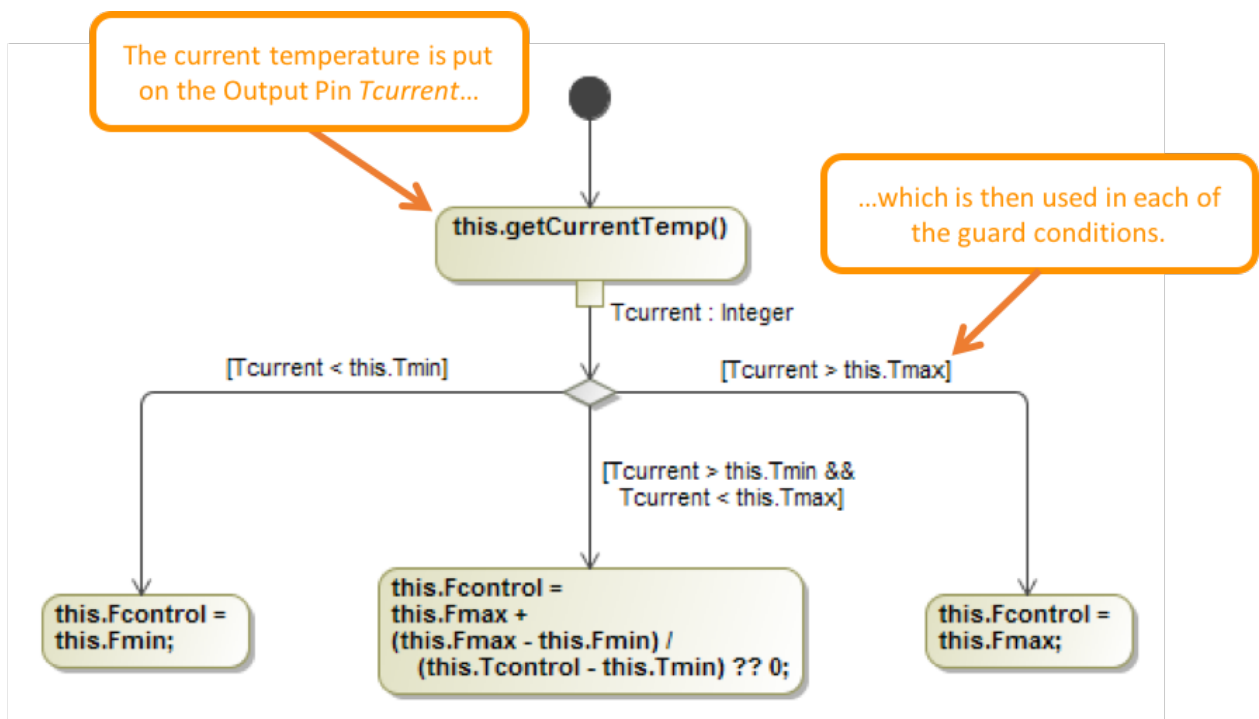 The current temperature is put
on the Output Pin Tcurrent...
...which is then used in each of
the guard conditions.
this.getCurrentTemp()
Tcurrent : Integer
[Tcurrent < this.Tmin]
[Tcurrent > this.Tmax]
[Tcurrent > this.Tmin &&
Tcurrent < this.Tmax]
this.Fcontrol =
this.Fmin;
this.Fcontrol =
this.Fmax +
(this.Fmax - this.Fmin) /
(this.Tcontrol - this.Tmin) ?? 0;
this.Fcontrol =
this.Fmax;